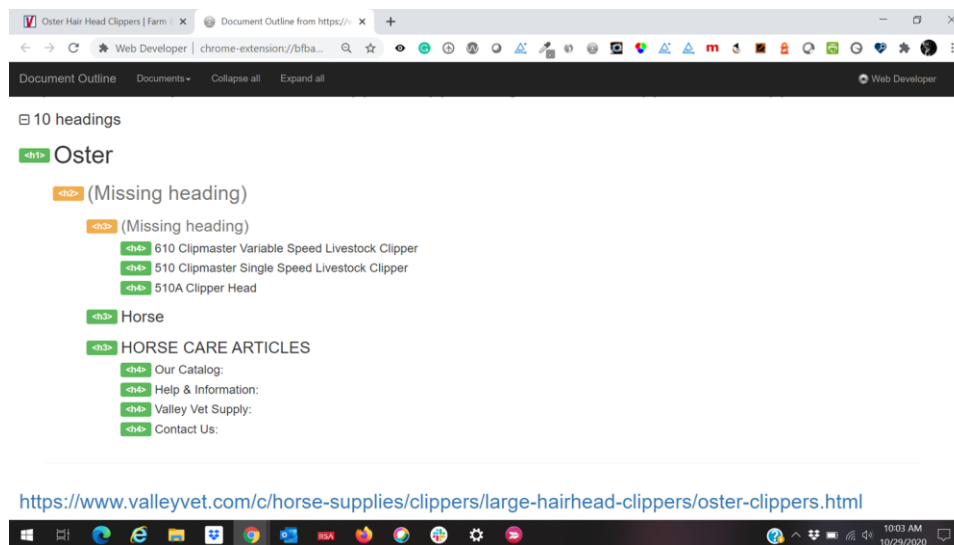 Oster Hair Head Clippers | Farm &
Document Outline from https://v
Web Developer | chrome-extension://bfba...
Document Outline Documents Collapse all Expand all Web Developer
10 headings
<h1> Oster
<h2> (Missing heading)
<h3> (Missing heading)
<h4> 610 Clipmaster Variable Speed Livestock Clipper
<h4> 510 Clipmaster Single Speed Livestock Clipper
<h4> 510A Clipper Head
<h3> Horse
<h3> HORSE CARE ARTICLES
<h4> Our Catalog:
<h4> Help & Information:
<h4> Valley Vet Supply:
<h4> Contact Us:
https://www.valleyvet.com/c/horse-supplies/clippers/large-hairhead-clippers/oster-clippers.html
RSA
10:03 AM
10/29/2020